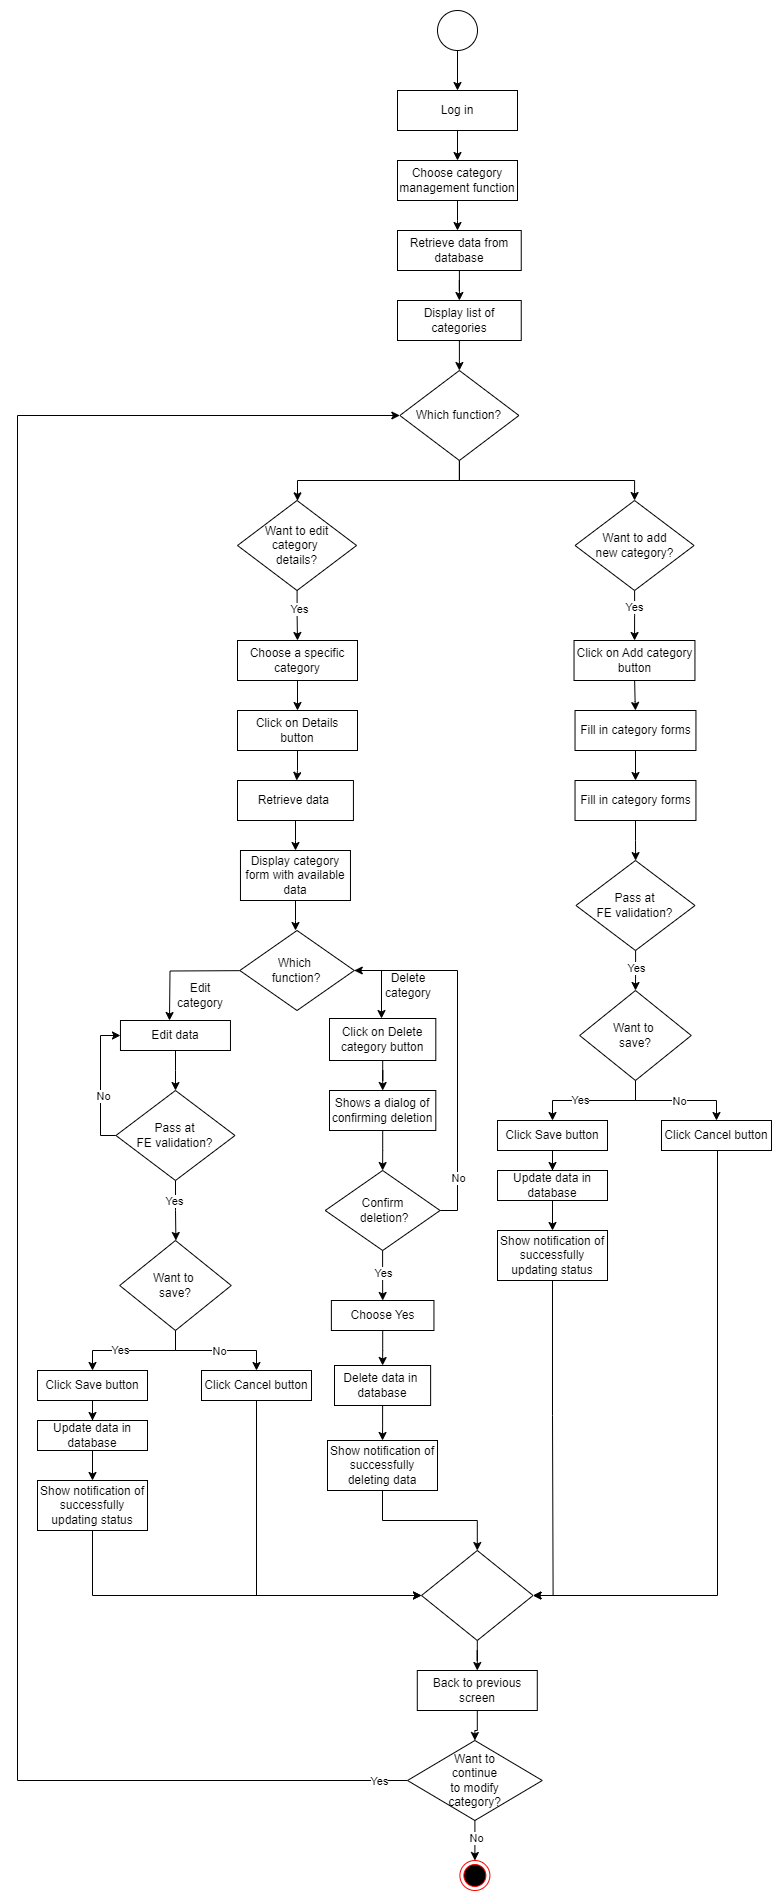 Log in
Choose category
management function
Retrieve data from
database
Display list of
categories
Which function?
Want to edit
category
details?
Want to add
new category?
Yes
Yes
Choose a specific
category
Click on Add category
button
Click on Details
button
Fill in category forms
Retrieve data
Fill in category forms
Display category
form with available
data
Pass at
FE validation?
Which
function?
Yes
Edit
category
Delete
category
Edit data
Click on Delete
category button
Want to
save?
No
Shows a dialog of
confirming deletion
Yes
No
Pass at
FE validation?
Click Save button
Click Cancel button
No
Update data in
database
Yes
Confirm
deletion?
Show notification of
successfully
updating status
Yes
Want to
save?
Choose Yes
Yes
No
Click Save button
Click Cancel button
Delete data in
database
Update data in
database
Show notification of
successfully
deleting data
Show notification of
successfully
updating status
Back to previous
screen
Want to
continue
to modify
category?
Yes
No